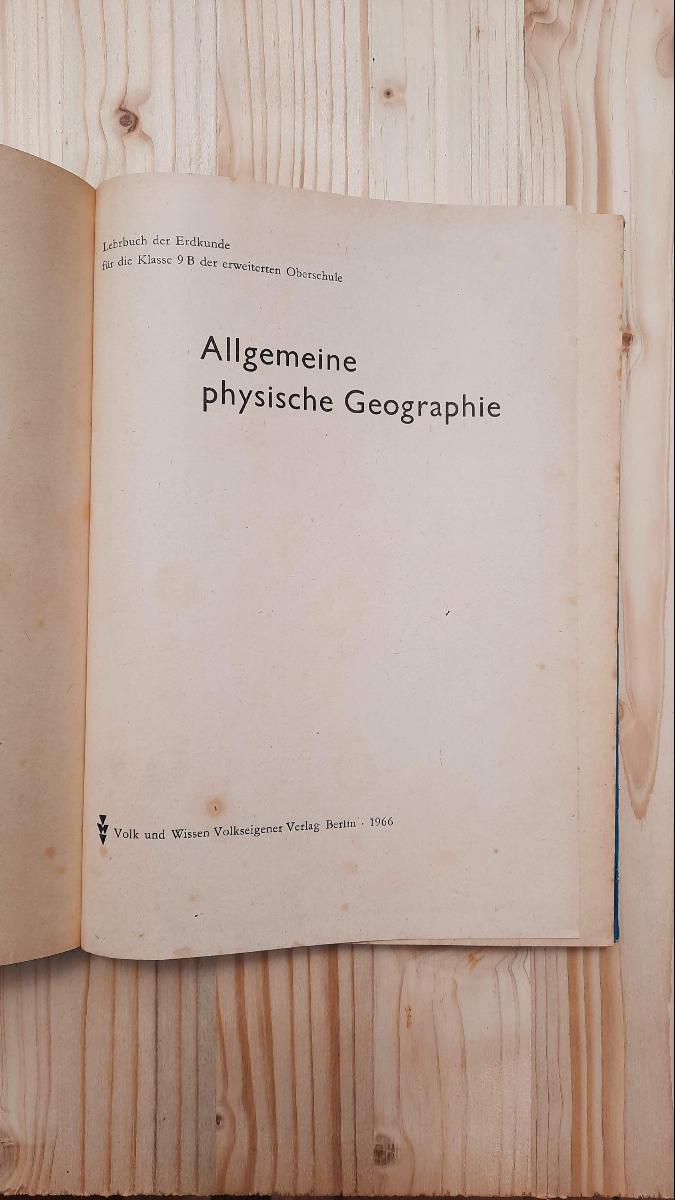 Lehrbuch der Erdkunde
für die Klasse 9 B der erweiterten Oberschule
Allgemeine
physische Geographie
VWV Volk und Wissen Volkseigener Verlag Berlin · 1966